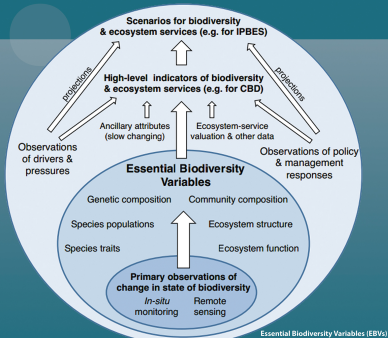 Scenarios for biodiversity
& ecosystem services (e.g. for IPBES)
projections
projections
High-level indicators of biodiversity
& ecosystem services (e.g. for CBD)
Ancillary attributes
(slow changing)
Ecosystem-service
valuation & other data
Observations
of drivers &
pressures
Observations of policy
& management
responses
Essential Biodiversity
Variables
Genetic composition
Community composition
Species populations
Ecosystem structure
Species traits
Ecosystem function
Primary observations of
change in state of biodiversity
In-situ
monitoring
Remote
sensing
Essential Biodiversity Variables (EBVs)